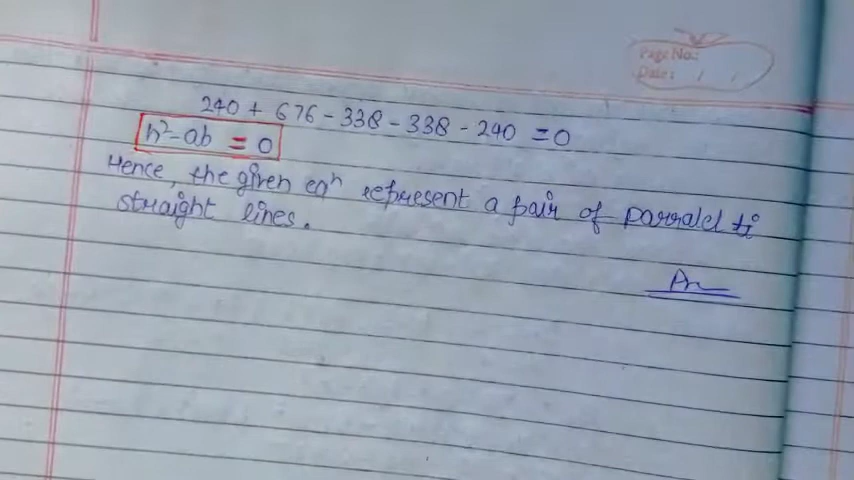 Page No.:
Date: / /
240 + 676 - 338 - 338 - 240 = 0
h²-ab = 0
Hence, the given eqⁿ represent a pair of parralel
straight lines.